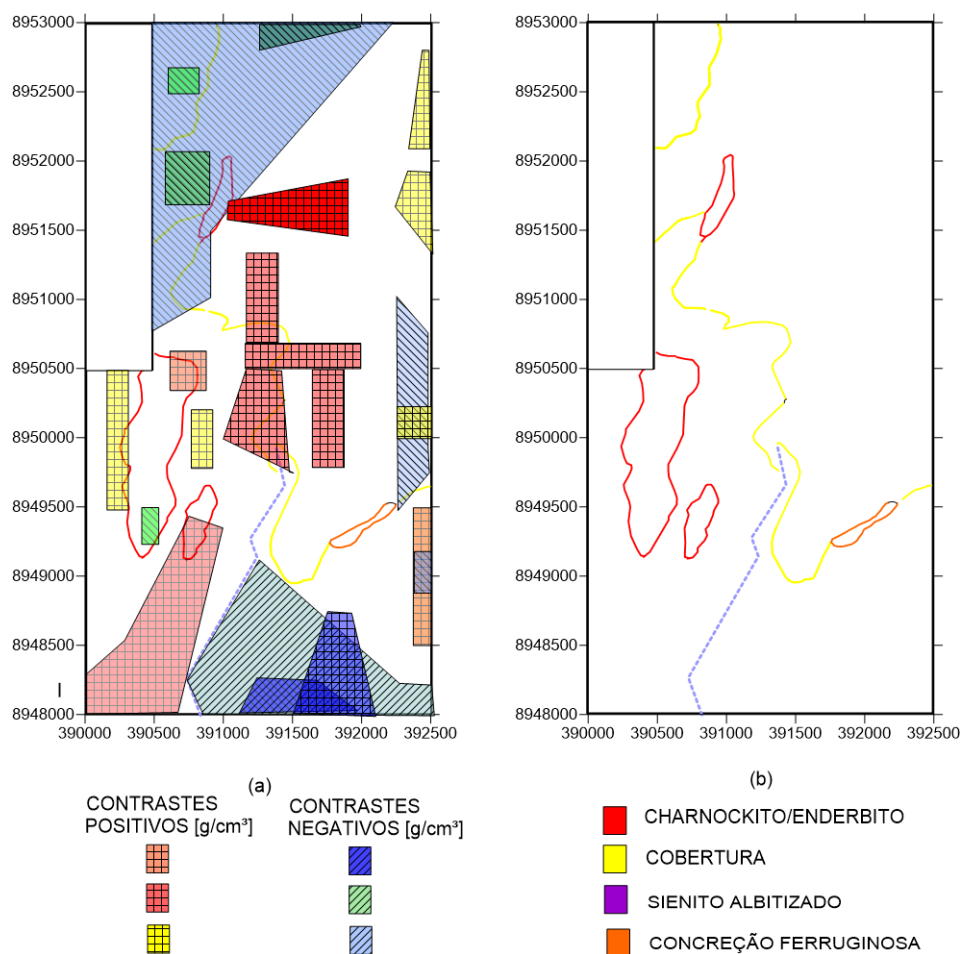 8953000
8952500
8952000
8951500
8951000
8950500
8950000
8949500
8949000
8948500
8948000
390000 390500 391000 391500 392000 392500
(a)
8953000
8952500
8952000
8951500
8951000
8950500
8950000
8949500
8949000
8948500
8948000
390000 390500 391000 391500 392000 392500
(b)
CONTRASTES
POSITIVOS [g/cm³]
CONTRASTES
NEGATIVOS [g/cm³]
CHARNOCKITO/ENDERBITO
COBERTURA
SIENITO ALBITIZADO
CONCREÇÃO FERRUGINOSA